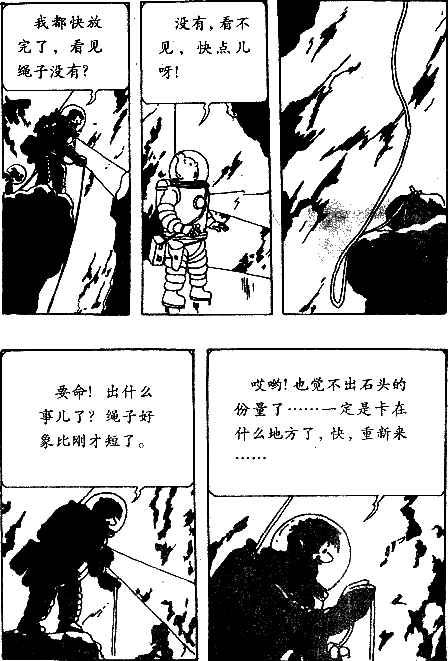 我都快放
完了，看见
绳子没有？
没有，看不
见，快点儿
呀！
要命！出什么
事儿了？绳子好
象比刚才短了。
哎哟！也觉不出石头的
份量了……一定是卡在
什么地方了，快，重新来
……